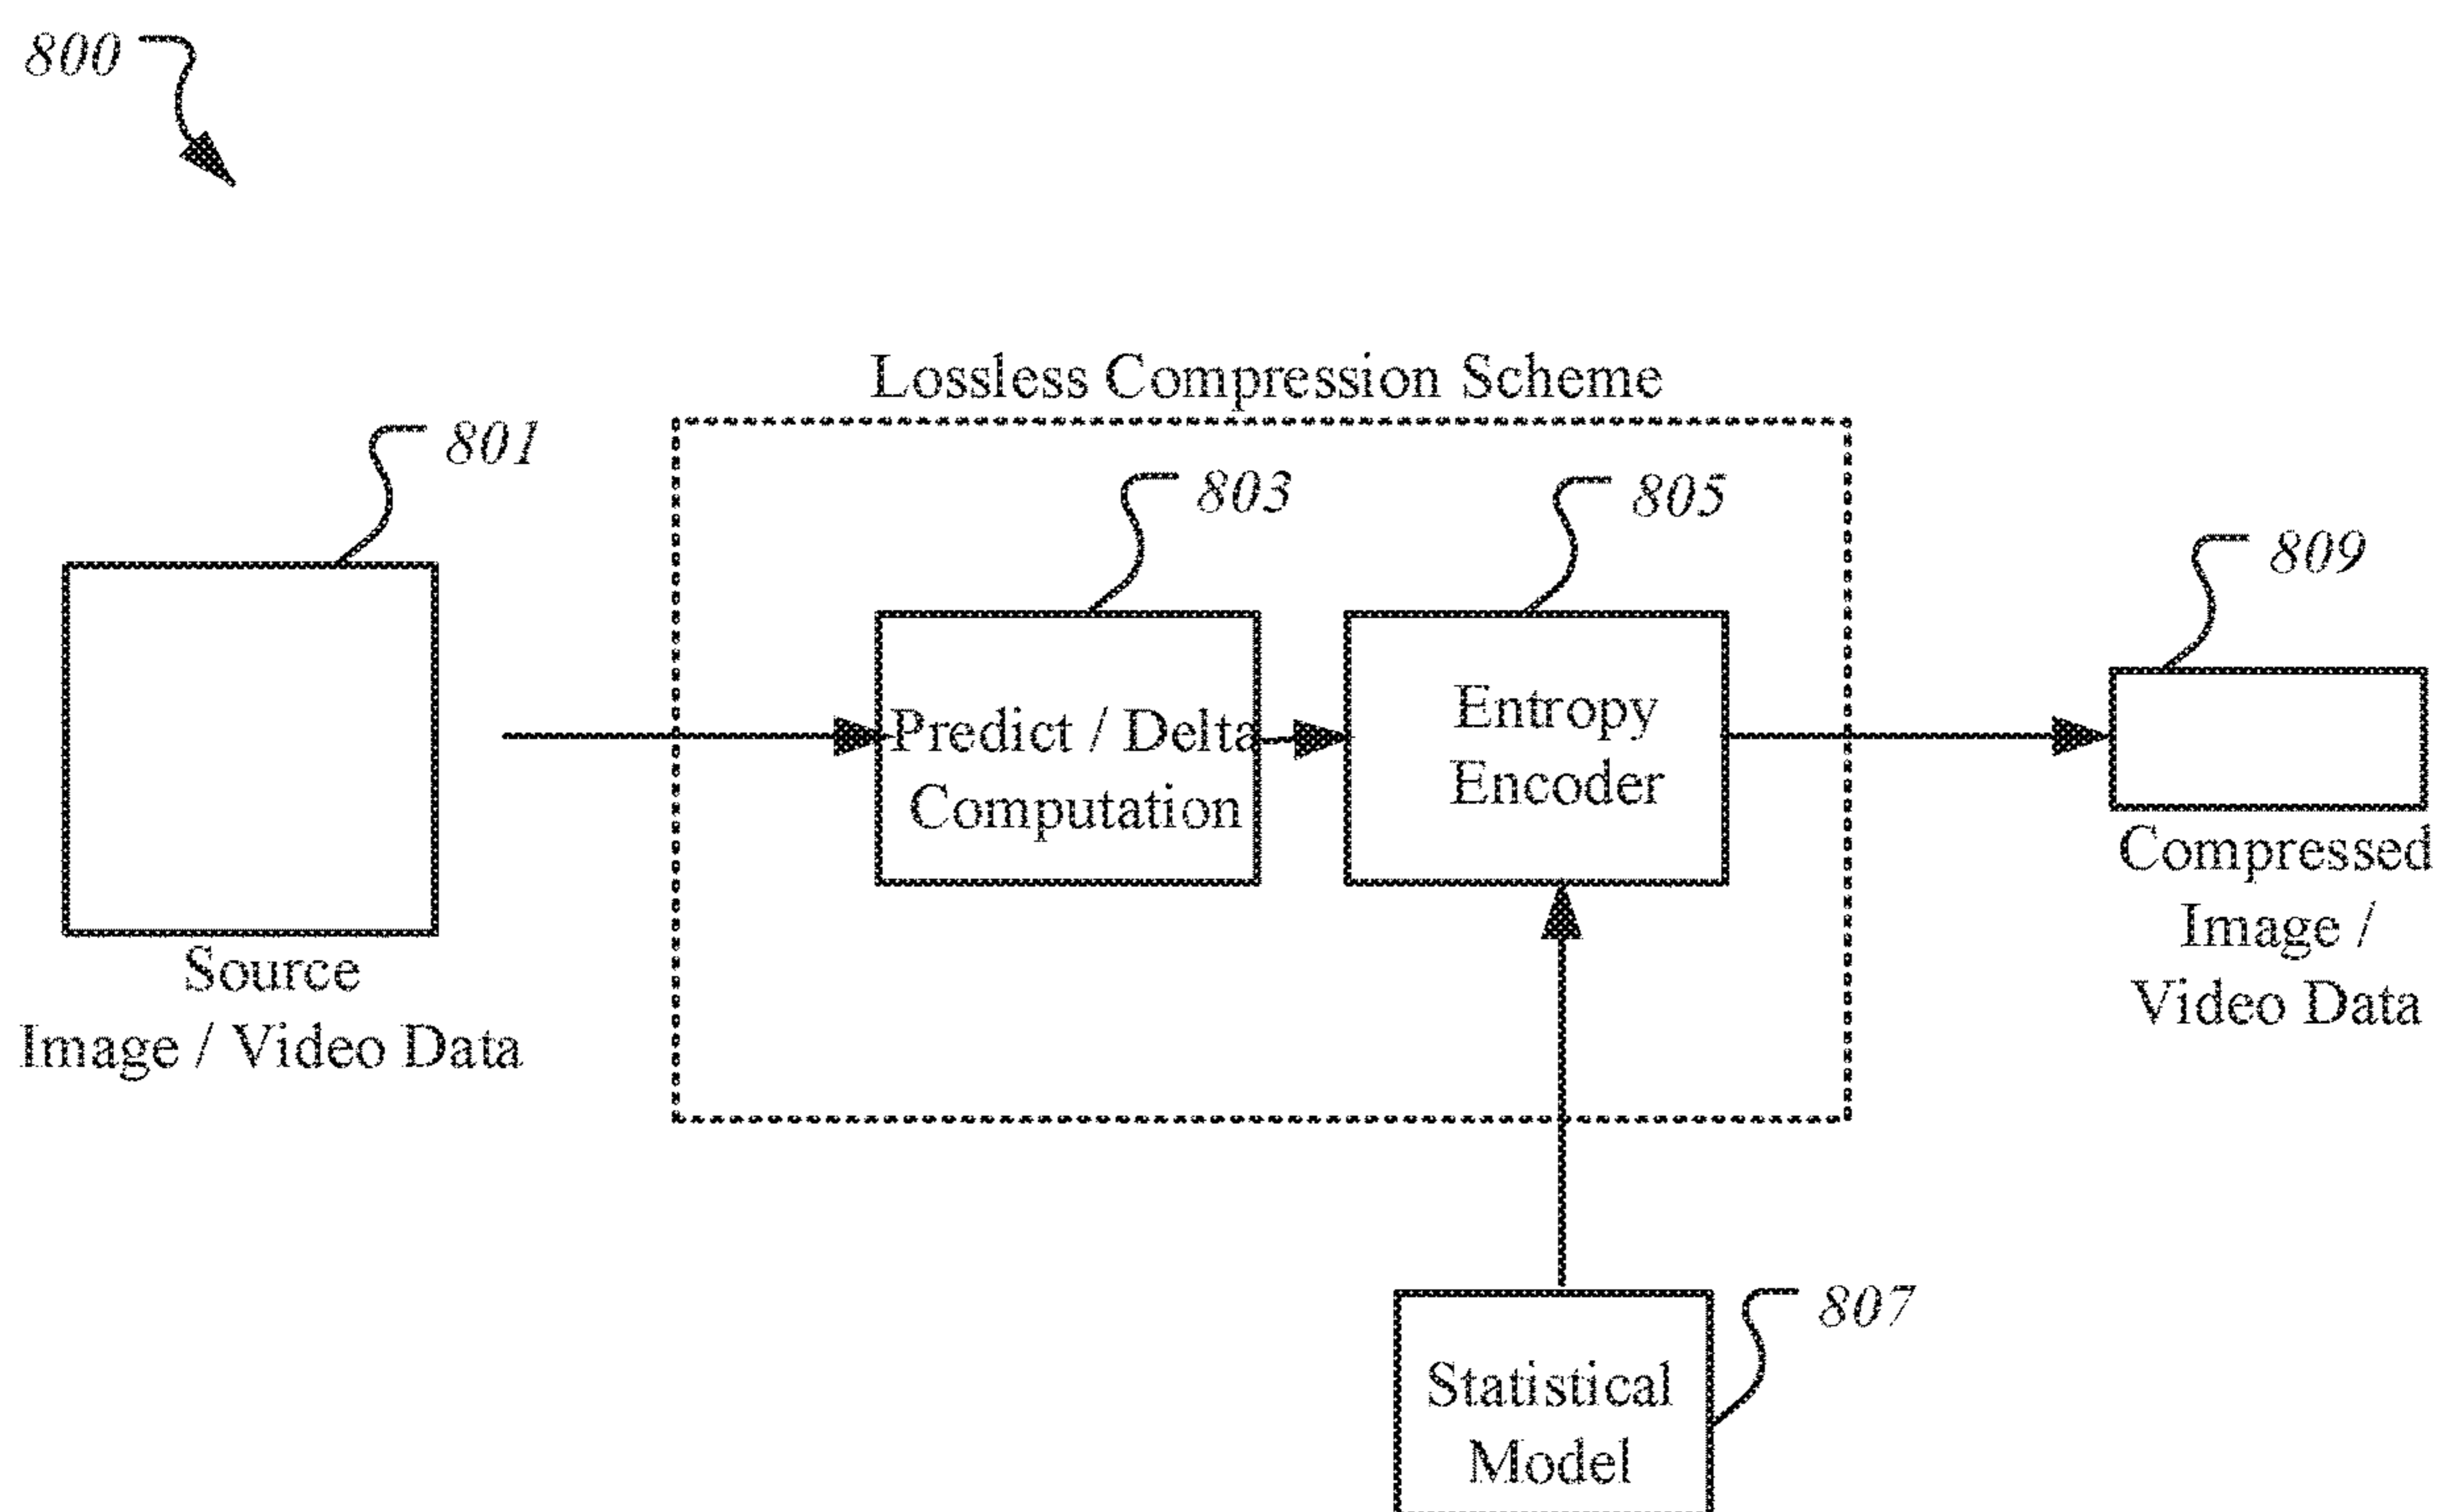 800
Lossless Compression Scheme
801
803
805
809
Predict / Delta
Computation
Entropy
Encoder
Source
Image / Video Data
Compressed
Image /
Video Data
807
Statistical
Model